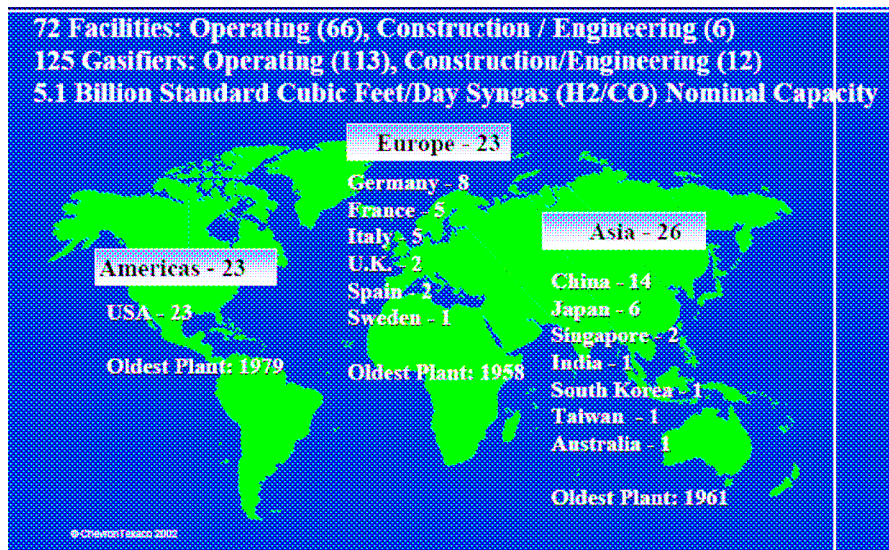 72 Facilities: Operating (66), Construction / Engineering (6)
125 Gasifiers: Operating (113), Construction/Engineering (12)
5.1 Billion Standard Cubic Feet/Day Syngas (H2/CO) Nominal Capacity
Europe - 23
Germany - 8
France - 5
Italy - 5
U.K. - 2
Spain - 2
Sweden - 1
Oldest Plant: 1958
Americas - 23
USA - 23
Oldest Plant: 1979
Asia - 26
China - 14
Japan - 6
Singapore - 2
India - 1
South Korea - 1
Taiwan - 1
Australia - 1
Oldest Plant: 1961
© ChevronTexaco 2002